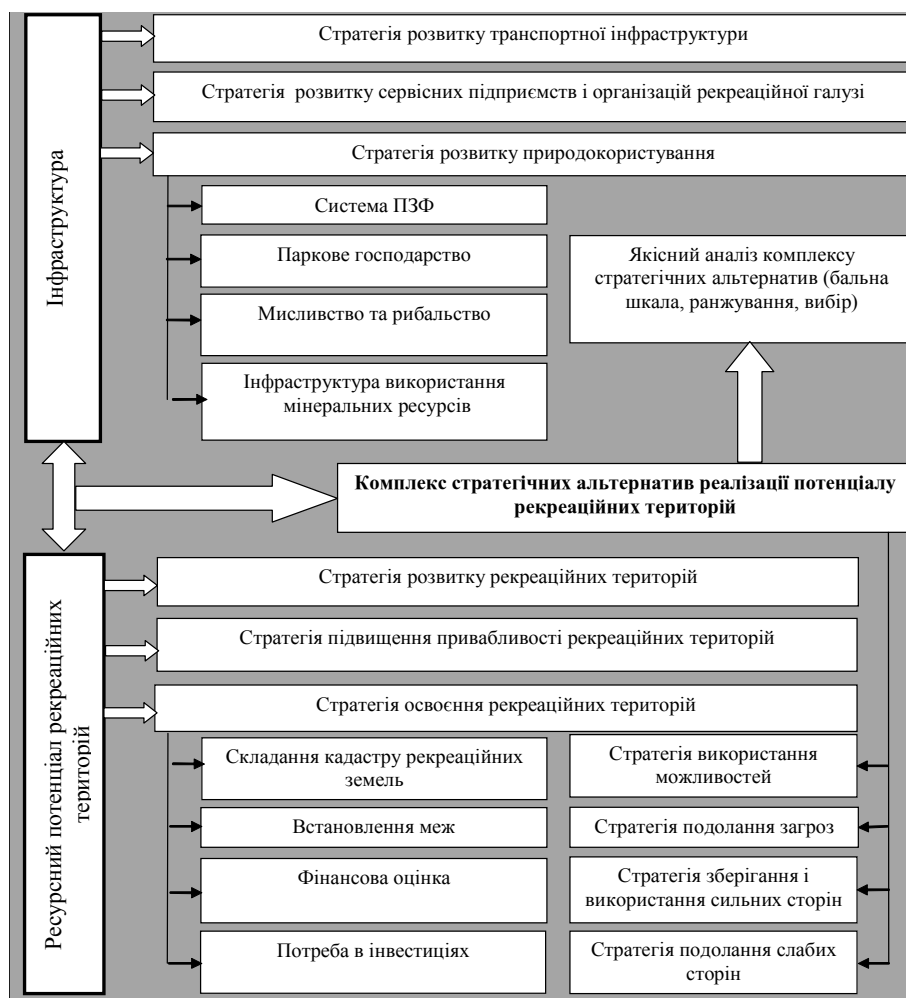 Інфраструктура
Стратегія розвитку транспортної інфраструктури
Стратегія розвитку сервісних підприємств і організацій рекреаційної галузі
Стратегія розвитку природокористування
Система ПЗФ
Паркове господарство
Мисливство та рибальство
Інфраструктура використання
мінеральних ресурсів
Якісний аналіз комплексу
стратегічних альтернатив (бальна
шкала, ранжування, вибір)
Комплекс стратегічних альтернатив реалізації потенціалу
рекреаційних територій
Ресурсний потенціал рекреаційних
територій
Стратегія розвитку рекреаційних територій
Стратегія підвищення привабливості рекреаційних територій
Стратегія освоєння рекреаційних територій
Складання кадастру рекреаційних
земель
Встановлення меж
Фінансова оцінка
Потреба в інвестиціях
Стратегія використання
можливостей
Стратегія подолання загроз
Стратегія зберігання і
використання сильних сторін
Стратегія подолання слабих
сторін